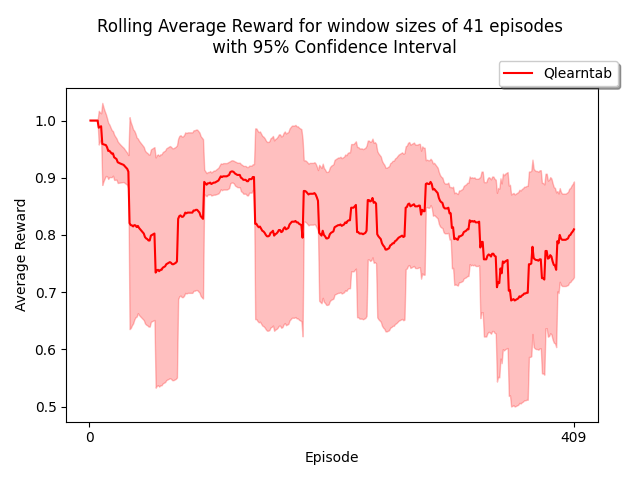 Rolling Average Reward for window sizes of 41 episodes
with 95% Confidence Interval
Qlearntab
1.0
0.9
0.8
0.7
0.6
0.5
Average Reward
0
409
Episode